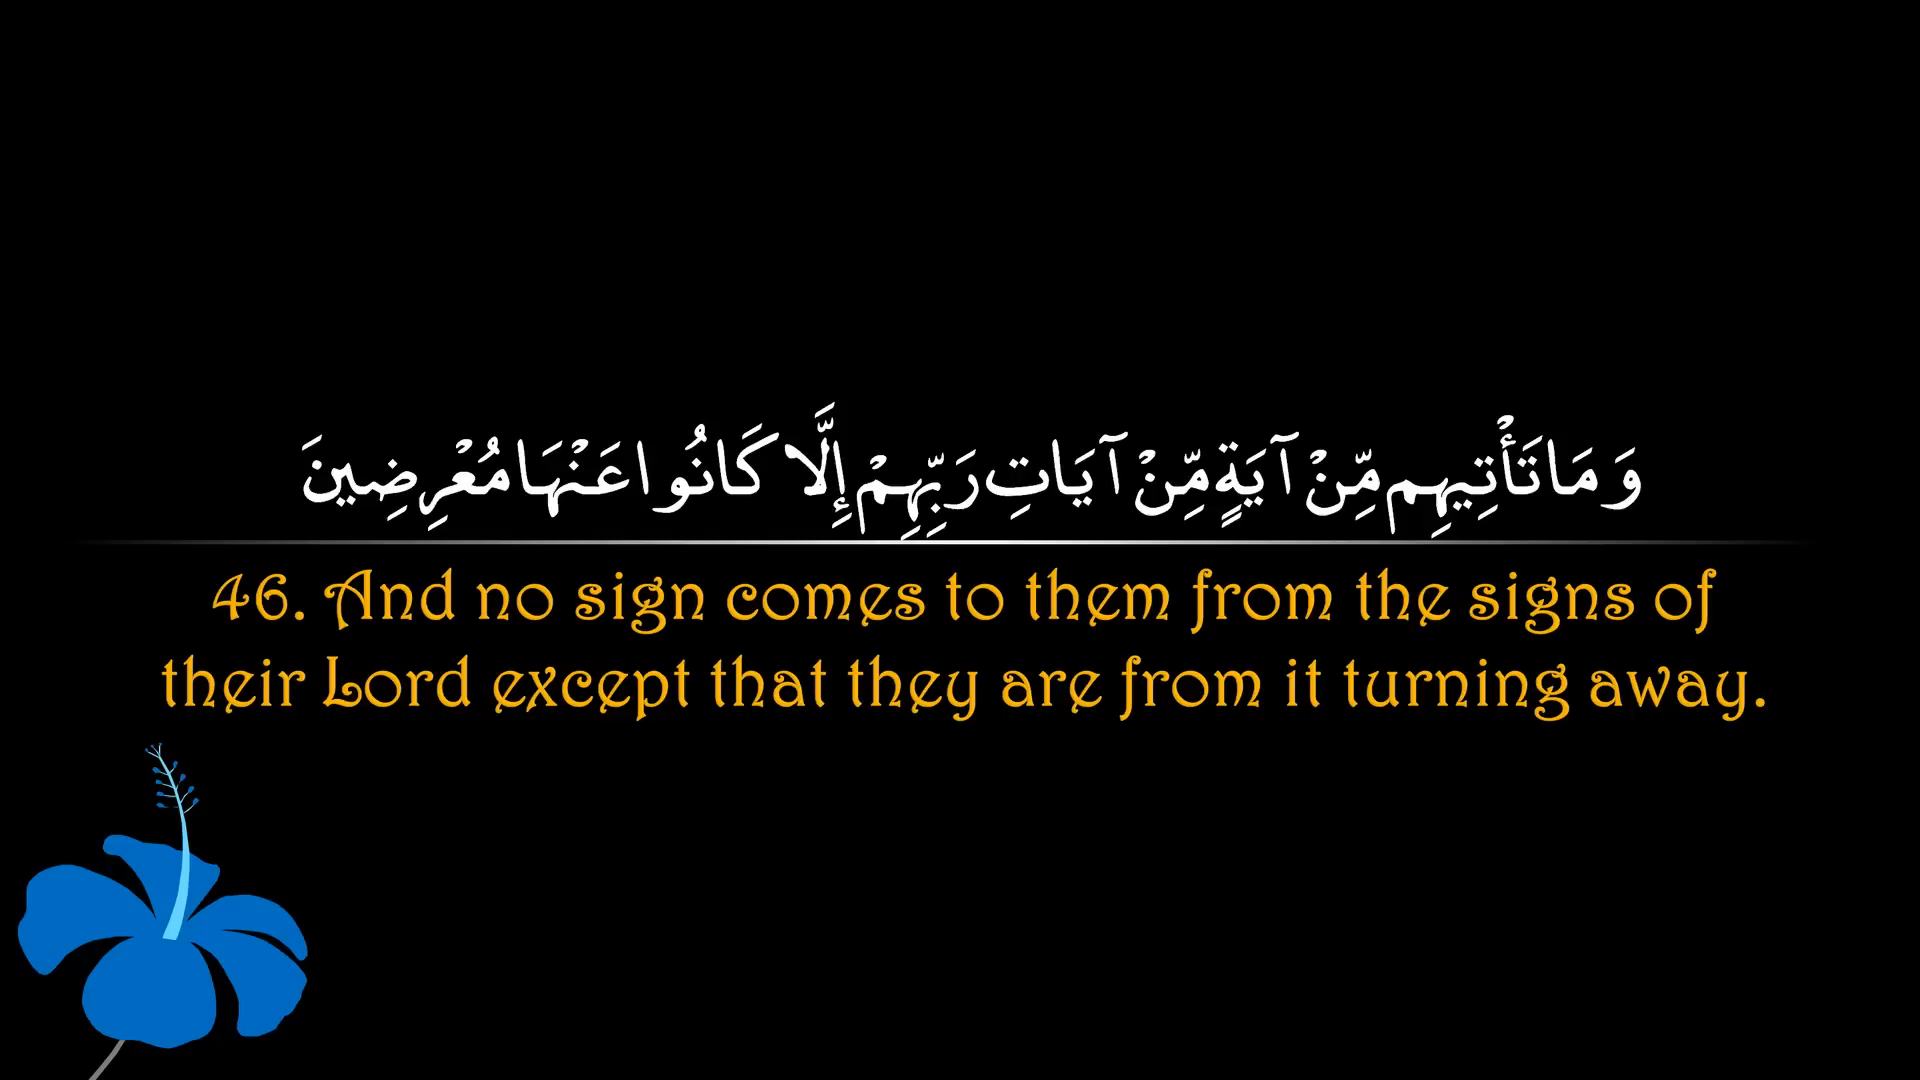 وَمَا تَأْتِيهِم مِّنْ آيَةٍ مِّنْ آيَاتِ رَبِّهِمْ إِلَّا كَانُوا عَنْهَا مُعْرِضِينَ
46. And no sign comes to them from the signs of
their Lord except that they are from it turning away.